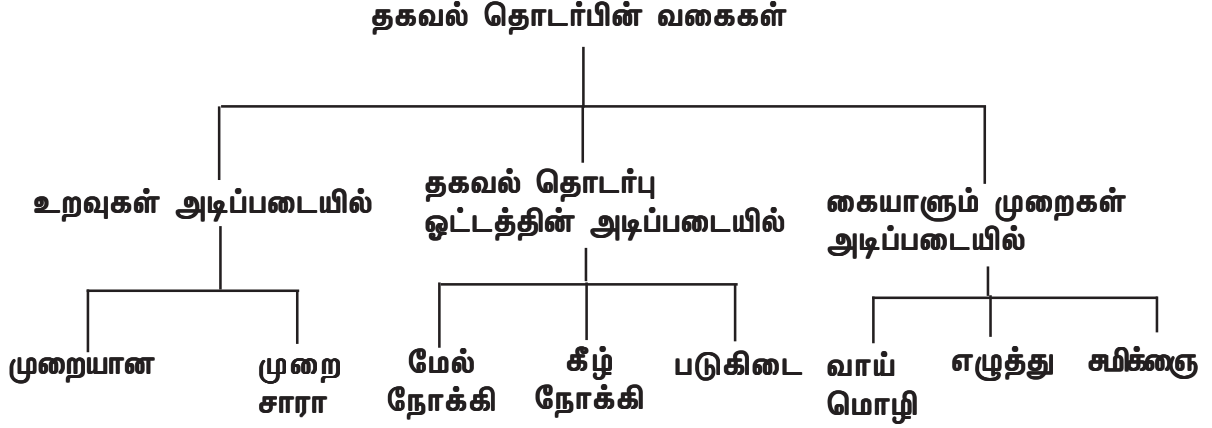 தகவல் தொடர்பின் வகைகள்
உறவுகள் அடிப்படையில்
தகவல் தொடர்பு
ஓட்டத்தின் அடிப்படையில்
கையாளும் முறைகள்
அடிப்படையில்
முறையான
முறை
சாரா
மேல்
நோக்கி
கீழ்
நோக்கி
படுகிடை
வாய்
மொழி
எழுத்து
சமிக்ஞை